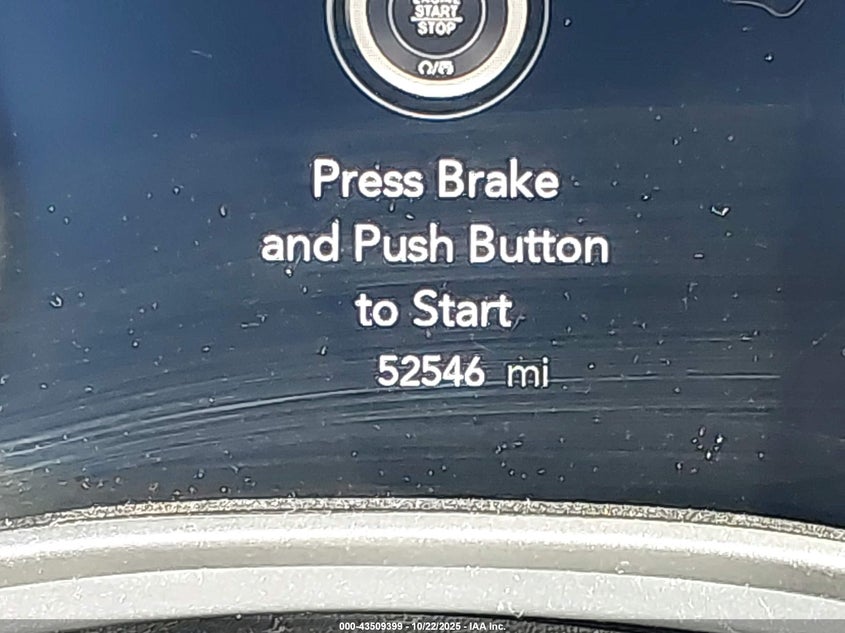 START
STOP
Press Brake
and Push Button
to Start
52546 mi
000-43509399 - 10/22/2025 - IAA Inc.